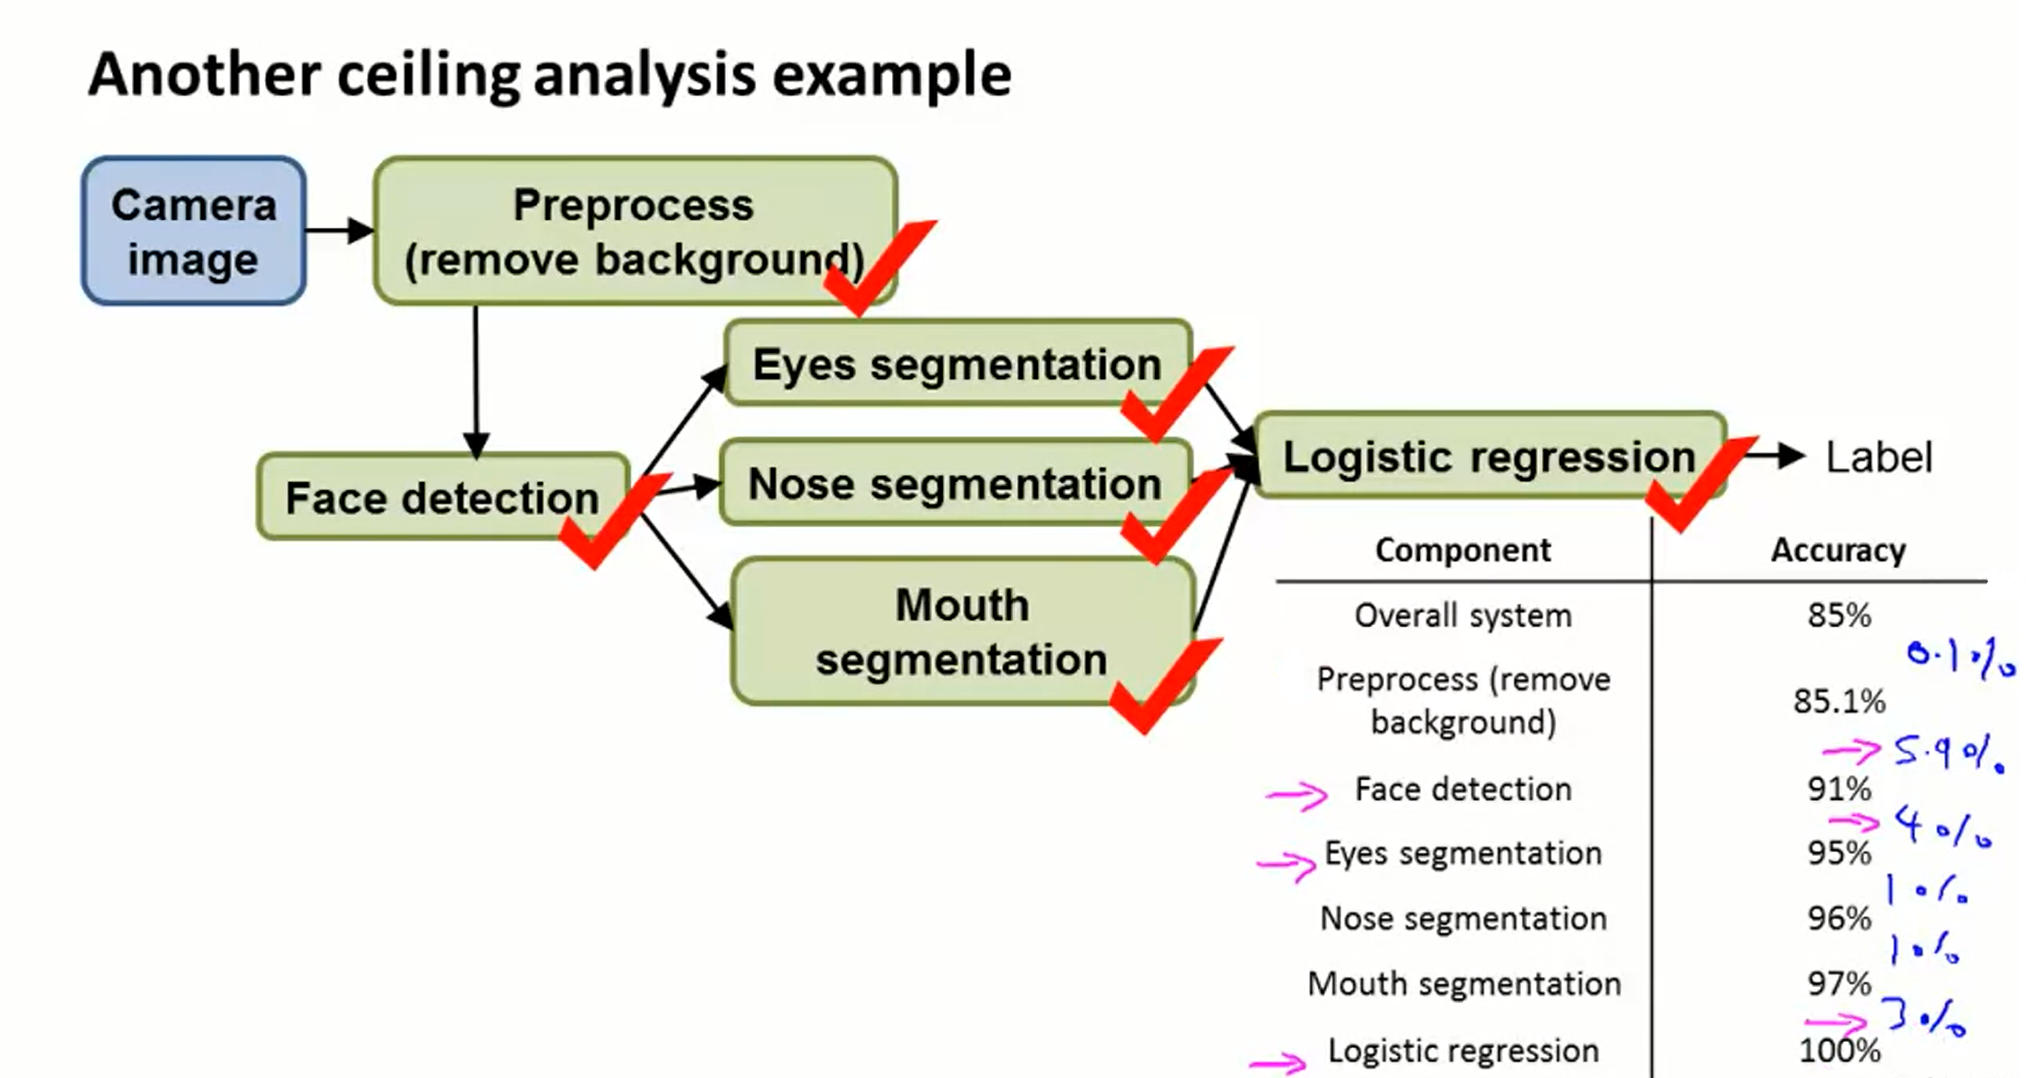 Another ceiling analysis example
Camera
image
Preprocess
(remove background)
Eyes segmentation
Face detection
Nose segmentation
Mouth
segmentation
Logistic regression
Label
Component Accuracy
Overall system 85%
0.1%
Preprocess (remove
background) 85.1%
5.9%
Face detection 91%
4%
Eyes segmentation 95%
1%
Nose segmentation 96%
1%
Mouth segmentation 97%
3%
Logistic regression 100%